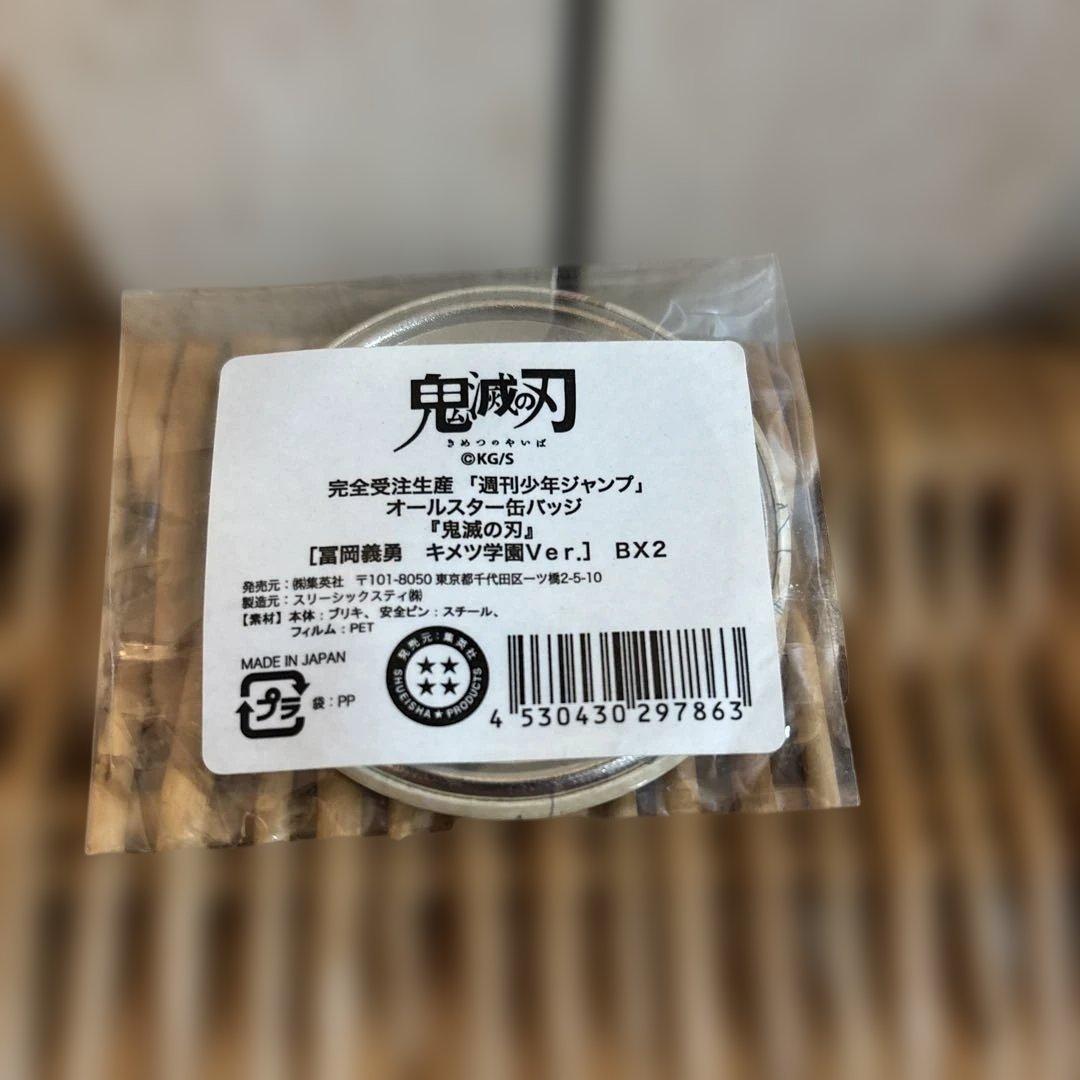 鬼滅の刃
きめつのやいば
©KG/S
完全受注生産 「週刊少年ジャンプ」
オールスター缶バッジ
『鬼滅の刃』
[冨岡義勇　キメツ学園Ver.]　BX2
発売元：㈱集英社　〒101-8050 東京都千代田区一ツ橋2-5-10
製造元：スリーシックスティ㈱
【素材】本体：ブリキ、安全ピン：スチール、
フィルム：PET
MADE IN JAPAN
プラ
袋：PP
発売元：集英社
SHUEISHA★PRODUCTS
4 530430 297863